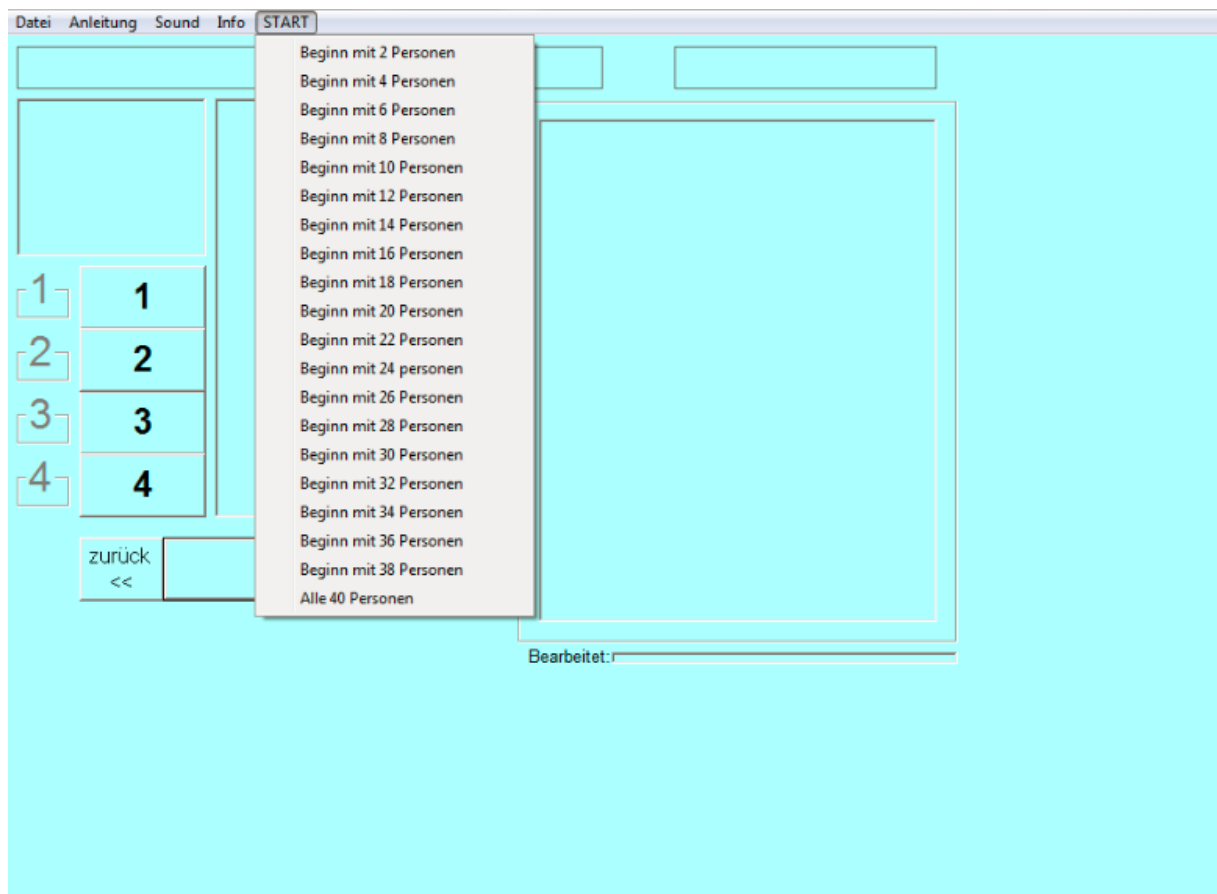 Datei Anleitung Sound Info START
Beginn mit 2 Personen
Beginn mit 4 Personen
Beginn mit 6 Personen
Beginn mit 8 Personen
Beginn mit 10 Personen
Beginn mit 12 Personen
Beginn mit 14 Personen
Beginn mit 16 Personen
Beginn mit 18 Personen
Beginn mit 20 Personen
Beginn mit 22 Personen
Beginn mit 24 personen
Beginn mit 26 Personen
Beginn mit 28 Personen
Beginn mit 30 Personen
Beginn mit 32 Personen
Beginn mit 34 Personen
Beginn mit 36 Personen
Beginn mit 38 Personen
Alle 40 Personen
1 1
2 2
3 3
4 4
zurück
<<
Bearbeitet: